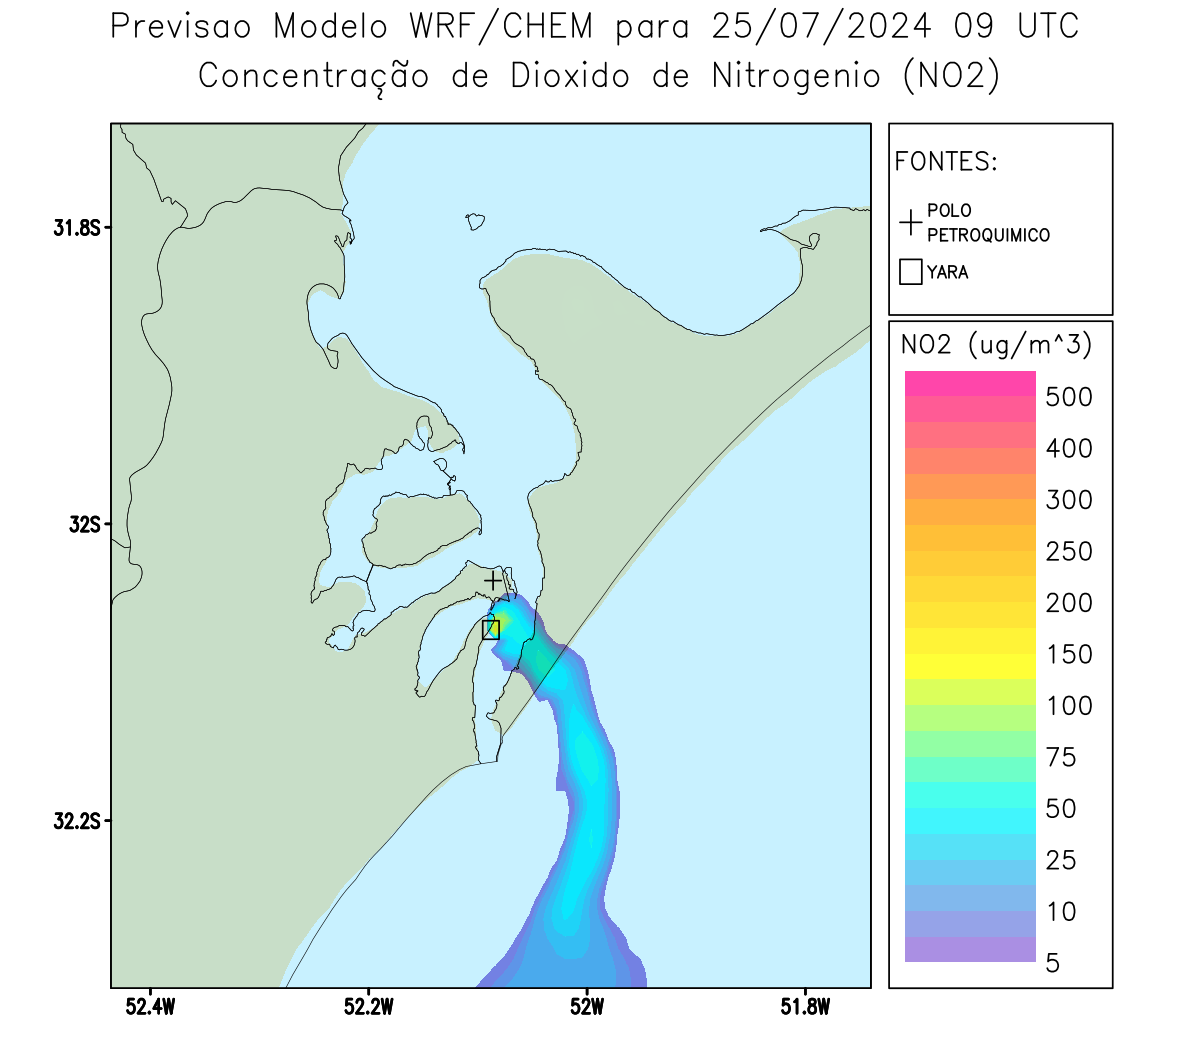 Previsao Modelo WRF/CHEM para 25/07/2024 09 UTC
Concentração de Dioxido de Nitrogenio (NO2)
FONTES:
POLO
PETROQUIMICO
YARA
NO2 (ug/m^3)
500
400
300
250
200
150
100
75
50
25
10
5
31.8S
32S
32.2S
52.4W
52.2W
52W
51.8W